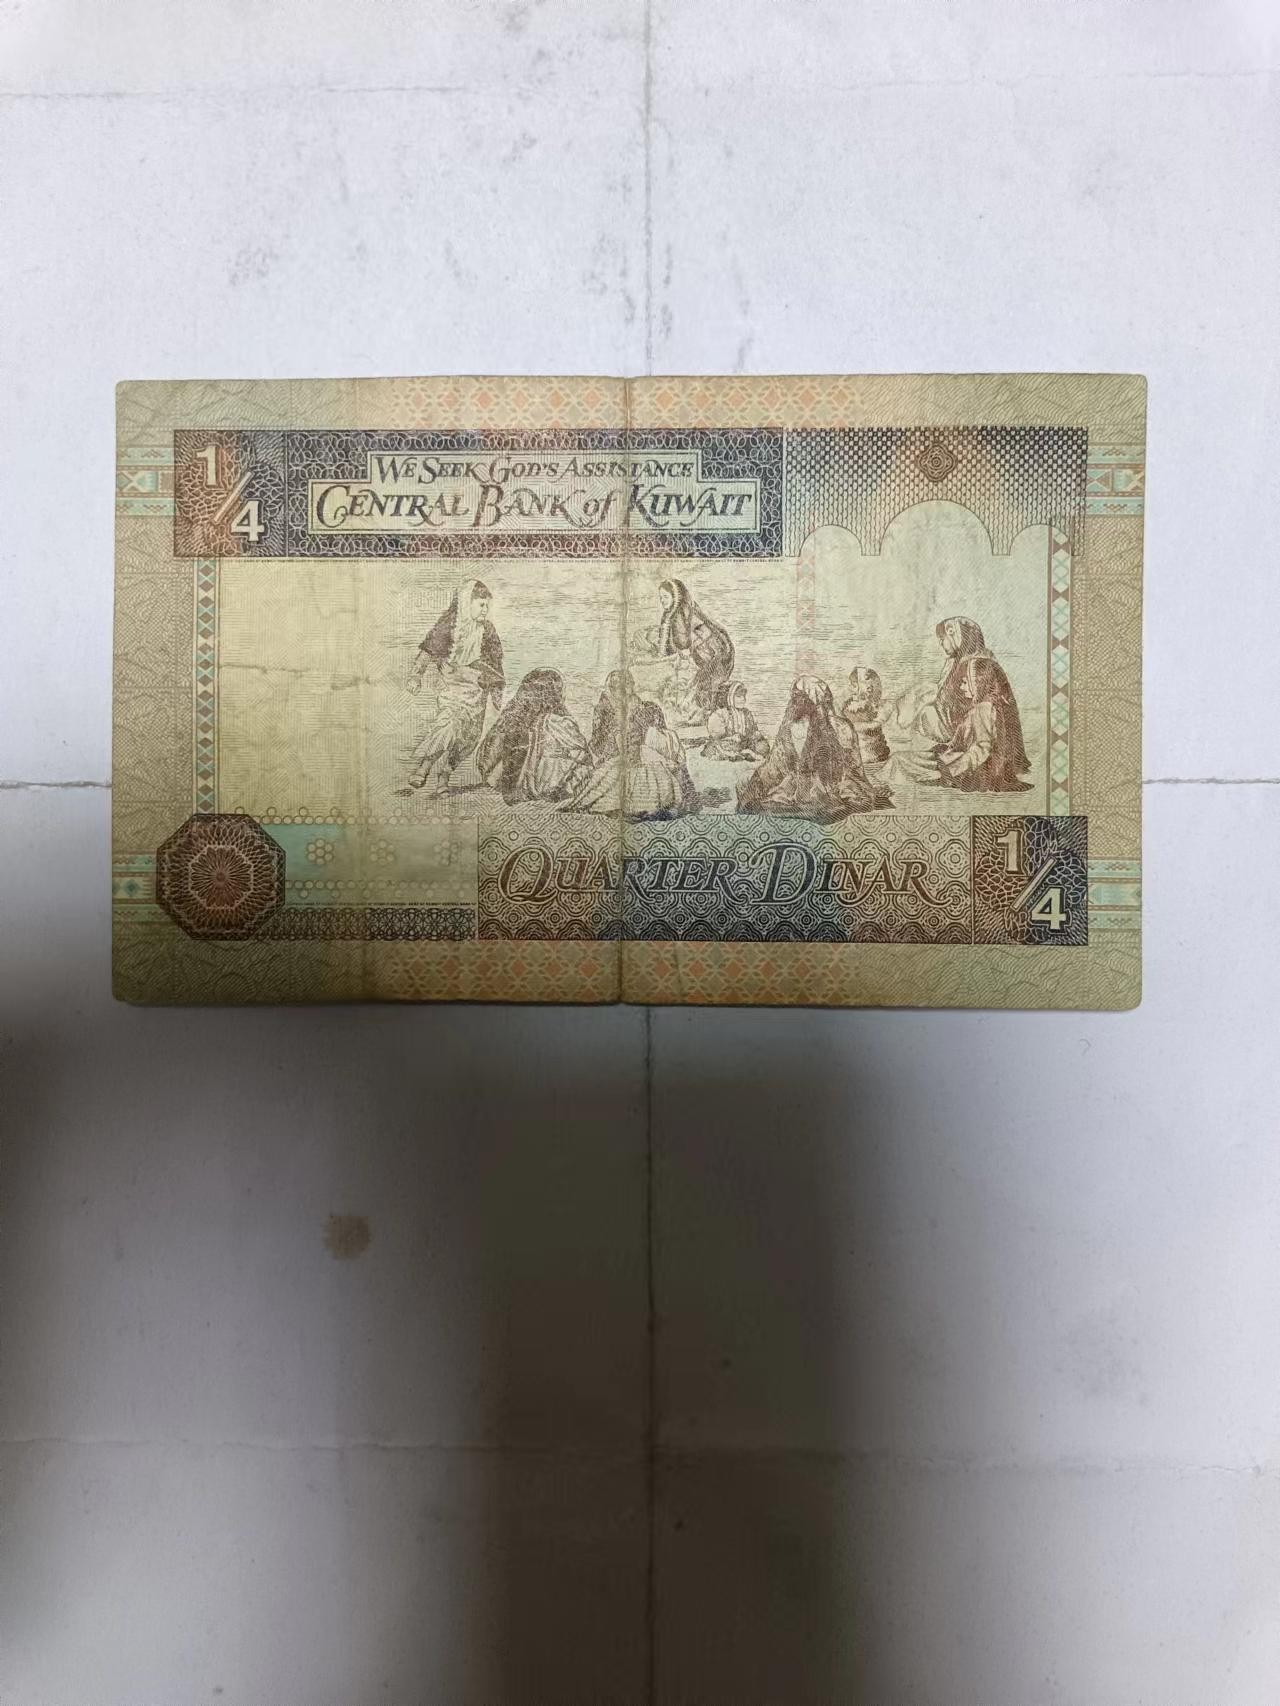 1/4
WE SEEK GOD'S ASSISTANCE
CENTRAL BANK of KUWAIT
QUARTER DINAR
1/4